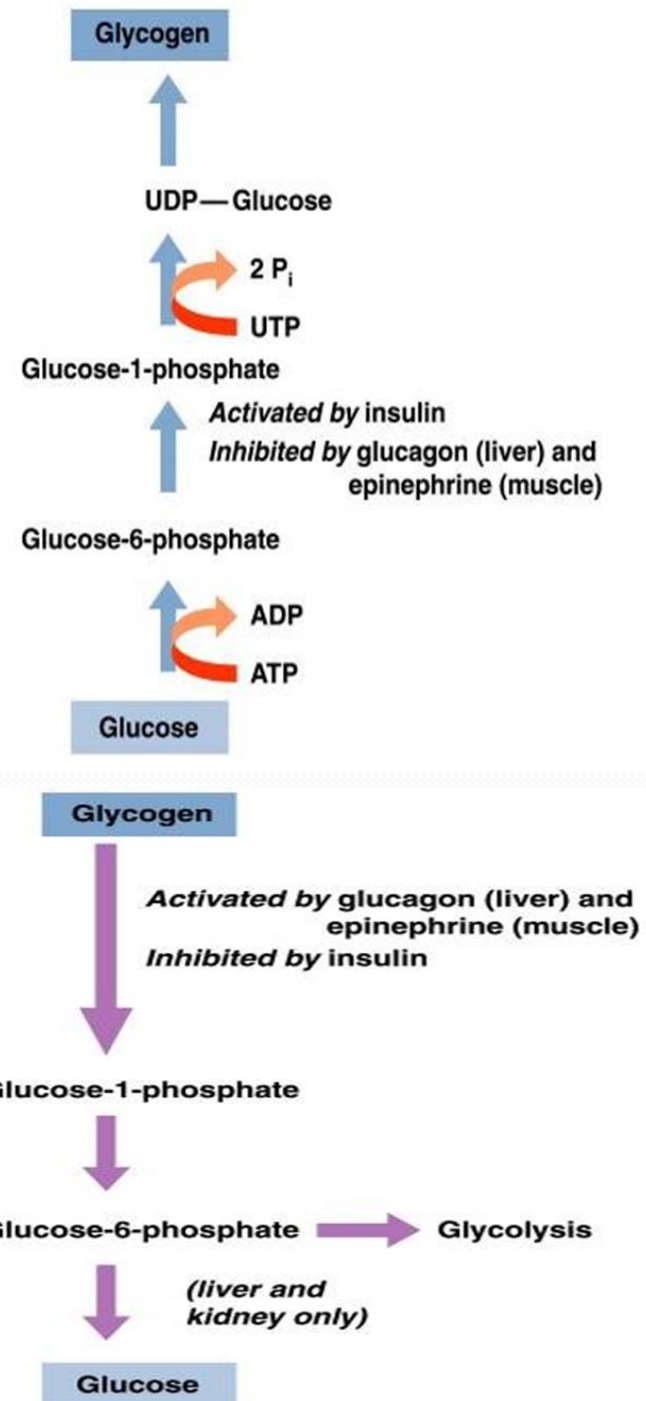 Glycogen
UDP—Glucose
2 Pi
UTP
Glucose-1-phosphate
Activated by insulin
Inhibited by glucagon (liver) and
epinephrine (muscle)
Glucose-6-phosphate
ADP
ATP
Glucose
Glycogen
Activated by glucagon (liver) and
epinephrine (muscle)
Inhibited by insulin
Glucose-1-phosphate
Glucose-6-phosphate Glycolysis
(liver and
kidney only)
Glucose